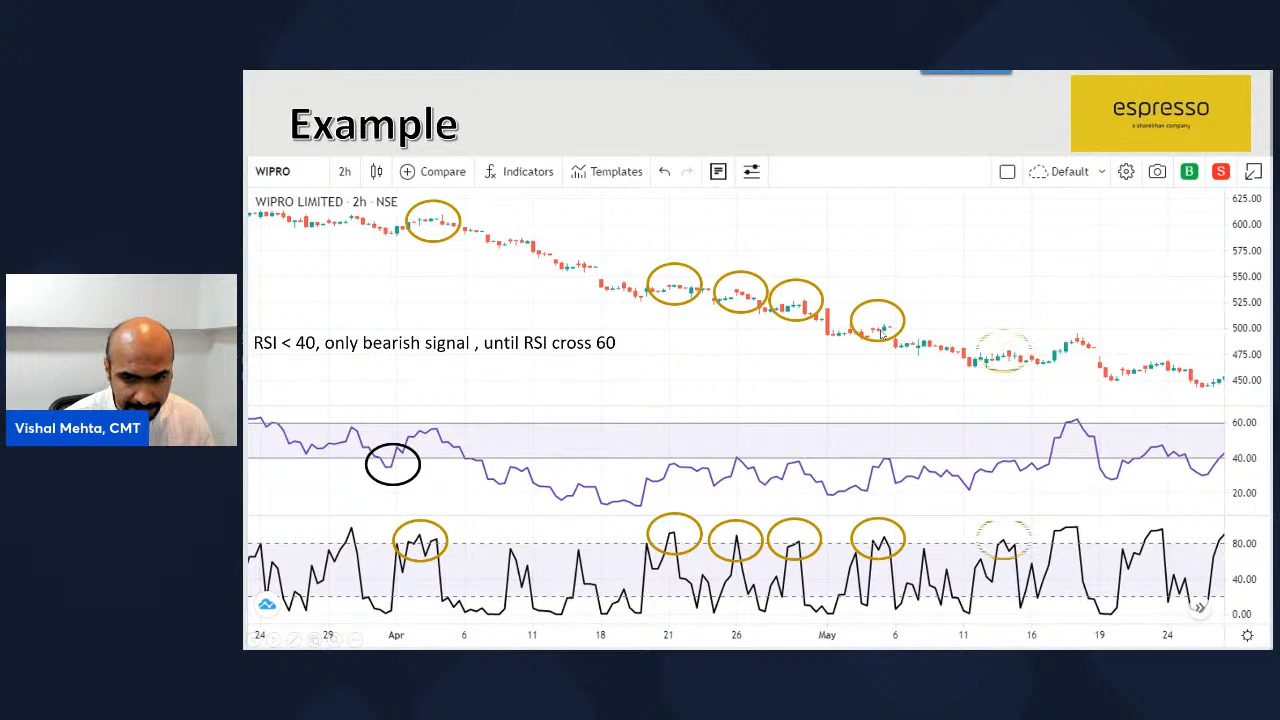 Example
espresso
a sharekhan company
WIPRO 2h Compare Indicators Templates Default B S
WIPRO LIMITED · 2h · NSE
625.00
600.00
575.00
550.00
525.00
500.00
475.00
450.00
RSI < 40, only bearish signal , until RSI cross 60
Vishal Mehta, CMT
60.00
40.00
20.00
80.00
40.00
0.00
24 29 Apr 6 11 18 21 26 May 6 11 16 19 24